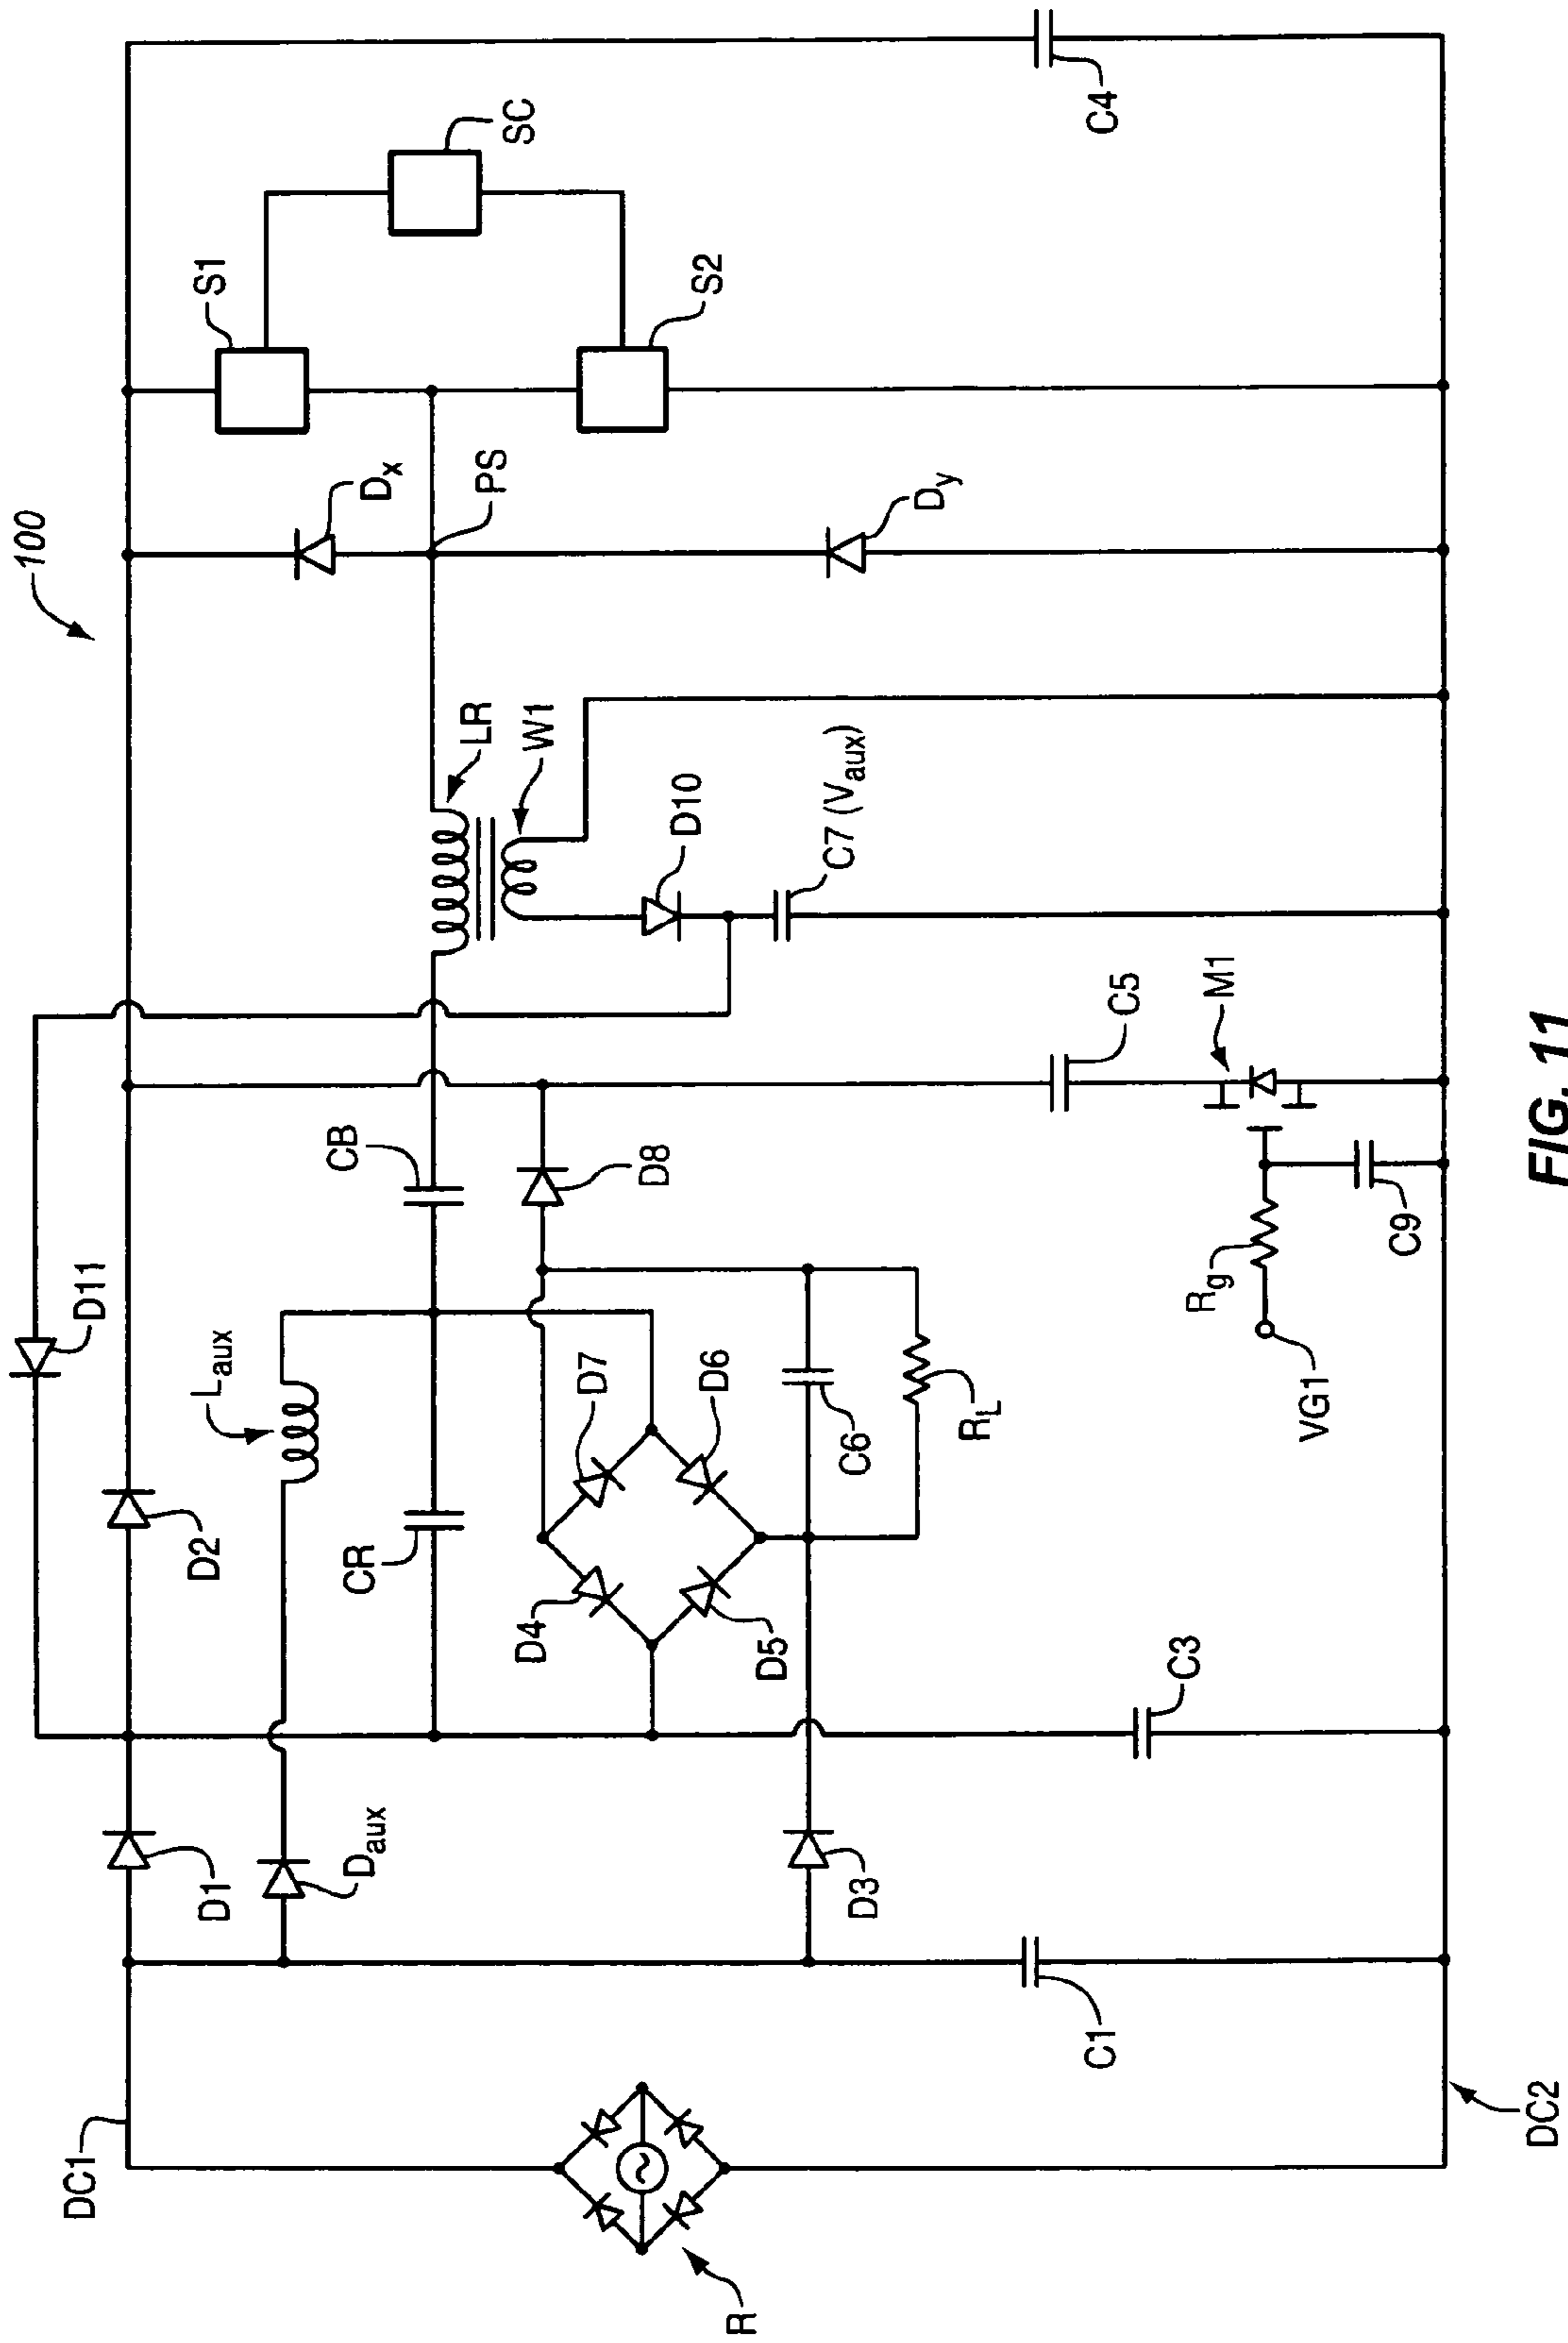 100
DC1
D1
D2
D11
Daux
Laux
CR
CB
LR
W1
PS
Dx
S1
SC
S2
Dy
D7
D4
D6
D5
D8
D10
C7 (Vaux)
C6
RL
D3
C5
M1
Rg
VG1
C9
C3
C1
C4
R
DC2
FIG. 11